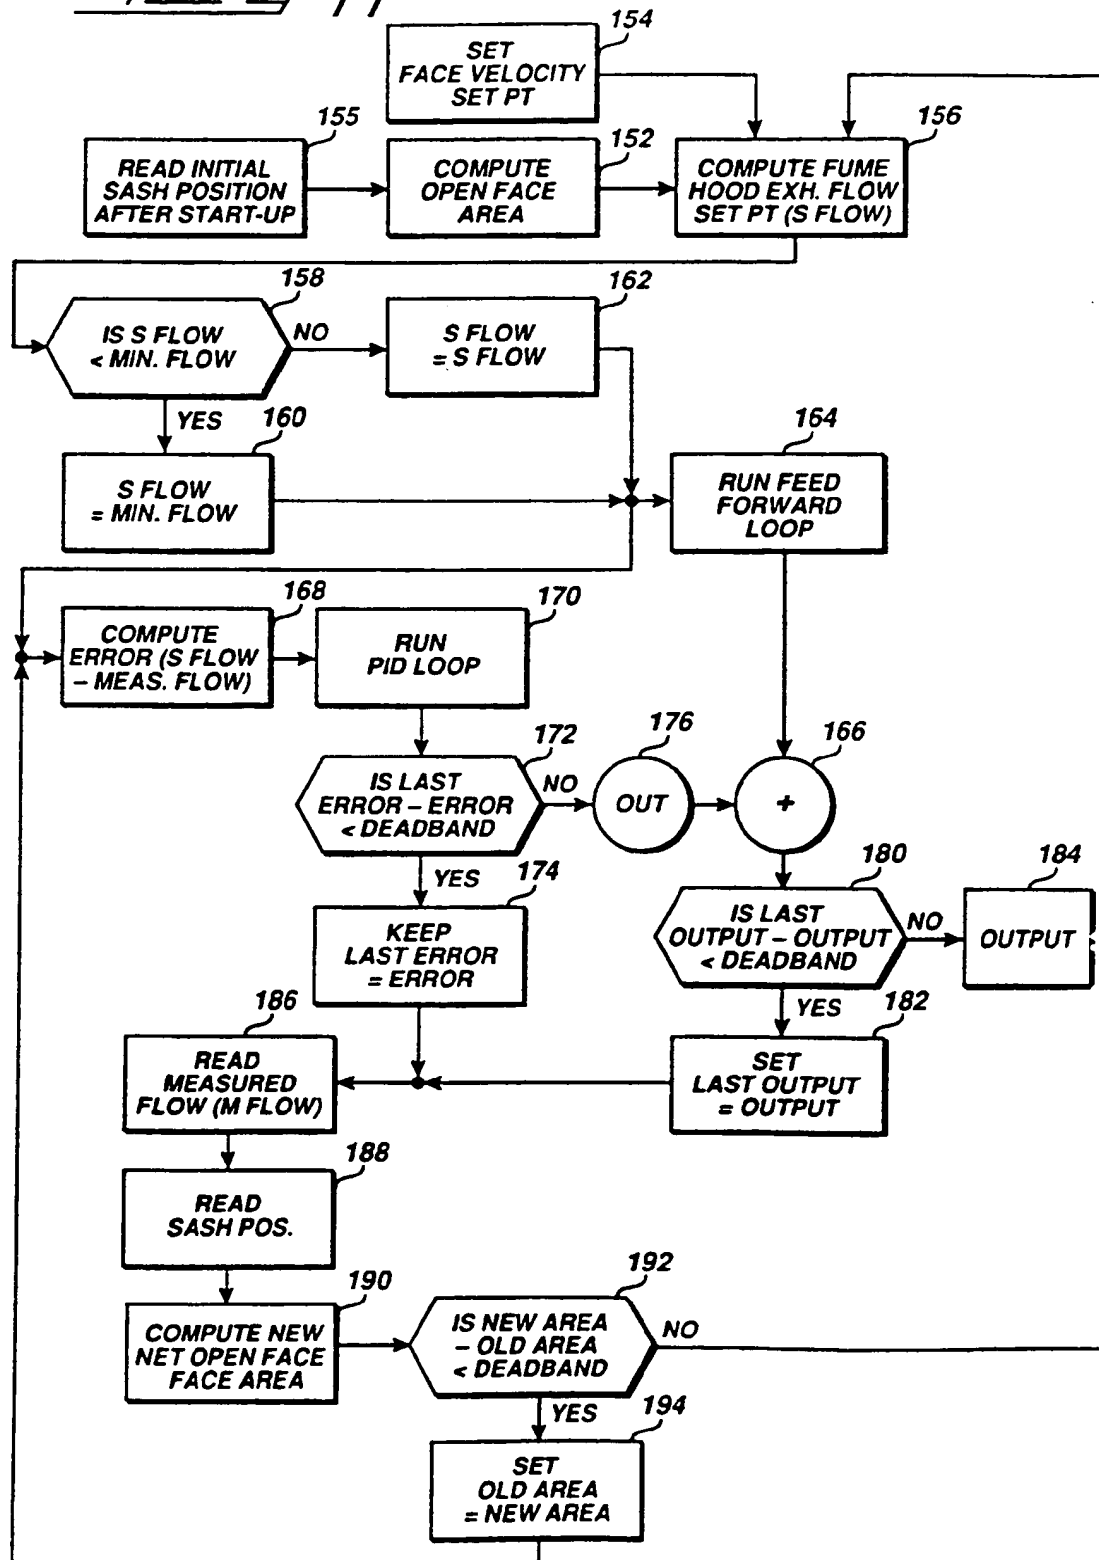 154
SET
FACE VELOCITY
SET PT
155
READ INITIAL
SASH POSITION
AFTER START-UP
152
COMPUTE
OPEN FACE
AREA
156
COMPUTE FUME
HOOD EXH. FLOW
SET PT (S FLOW)
158
IS S FLOW
< MIN. FLOW
NO
162
S FLOW
= S FLOW
YES
160
S FLOW
= MIN. FLOW
164
RUN FEED
FORWARD
LOOP
168
COMPUTE
ERROR (S FLOW
– MEAS. FLOW)
170
RUN
PID LOOP
172
IS LAST
ERROR – ERROR
< DEADBAND
NO
176
OUT
166
+
YES
174
KEEP
LAST ERROR
= ERROR
180
IS LAST
OUTPUT – OUTPUT
< DEADBAND
NO
184
OUTPUT
YES
182
SET
LAST OUTPUT
= OUTPUT
186
READ
MEASURED
FLOW (M FLOW)
188
READ
SASH POS.
190
COMPUTE NEW
NET OPEN FACE
FACE AREA
192
IS NEW AREA
– OLD AREA
< DEADBAND
NO
YES
194
SET
OLD AREA
= NEW AREA